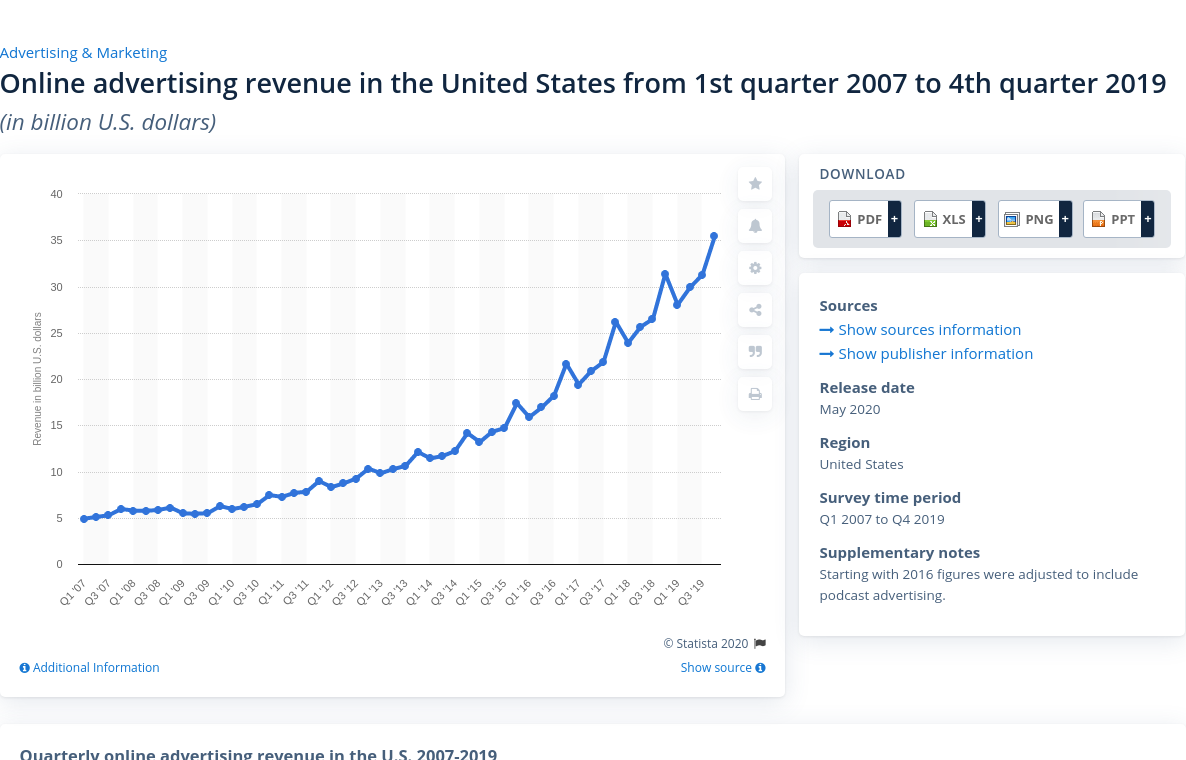 Advertising & Marketing
Online advertising revenue in the United States from 1st quarter 2007 to 4th quarter 2019
(in billion U.S. dollars)
Revenue in billion U.S. dollars
40
35
30
25
20
15
10
5
0
Q1 '07
Q3 '07
Q1 '08
Q3 '08
Q1 '09
Q3 '09
Q1 '10
Q3 '10
Q1 '11
Q3 '11
Q1 '12
Q3 '12
Q1 '13
Q3 '13
Q1 '14
Q3 '14
Q1 '15
Q3 '15
Q1 '16
Q3 '16
Q1 '17
Q3 '17
Q1 '18
Q3 '18
Q1 '19
Q3 '19
© Statista 2020
Additional Information
Show source
DOWNLOAD
PDF + XLS + PNG + PPT +
Sources
Show sources information
Show publisher information
Release date
May 2020
Region
United States
Survey time period
Q1 2007 to Q4 2019
Supplementary notes
Starting with 2016 figures were adjusted to include
podcast advertising.
Quarterly online advertising revenue in the U.S. 2007-2019